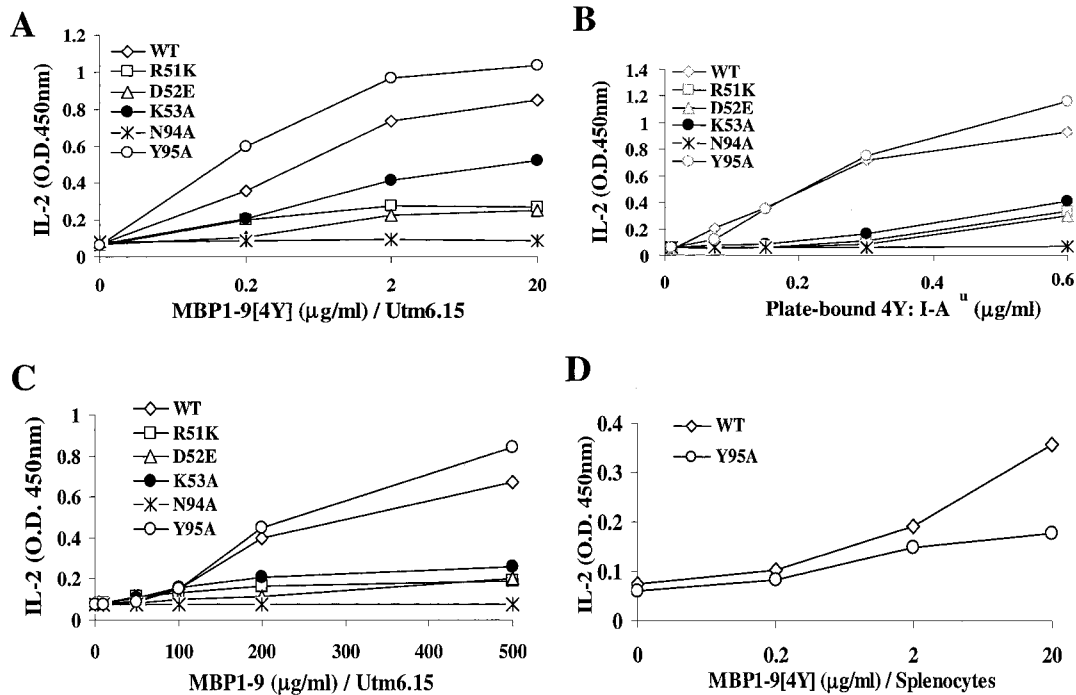 A
IL-2 (O.D.450nm)
1.2
1
0.8
0.6
0.4
0.2
0
WT
R51K
D52E
K53A
N94A
Y95A
0
0.2
2
20
MBP1-9[4Y] (μg/ml) / Utm6.15
B
IL-2 (O.D.450nm)
1.4
1.2
1
0.8
0.6
0.4
0.2
0
WT
R51K
D52E
K53A
N94A
Y95A
0
0.2
0.4
0.6
Plate-bound 4Y: I-A u (μg/ml)
C
IL-2 (O.D. 450nm)
1
0.8
0.6
0.4
0.2
0
WT
R51K
D52E
K53A
N94A
Y95A
0
100
200
300
400
500
MBP1-9 (μg/ml) / Utm6.15
D
IL-2 (O.D. 450nm)
0.4
0.3
0.2
0.1
0
WT
Y95A
0
0.2
2
20
MBP1-9[4Y] (μg/ml) / Splenocytes